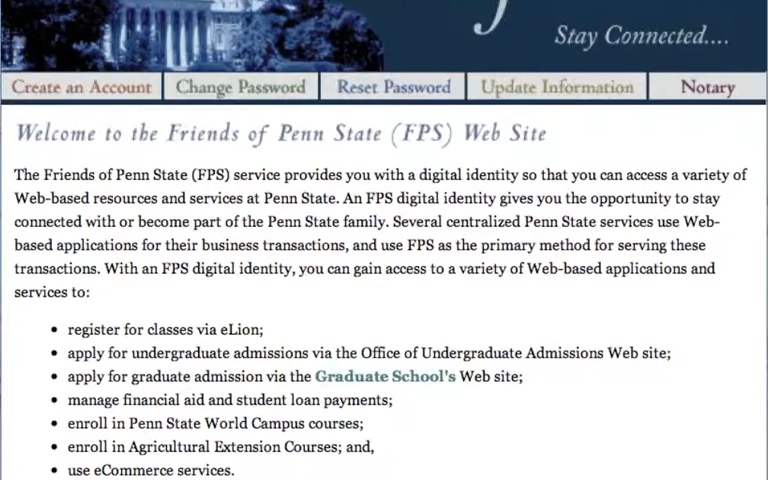 Stay Connected....
Create an Account Change Password Reset Password Update Information Notary
Welcome to the Friends of Penn State (FPS) Web Site
The Friends of Penn State (FPS) service provides you with a digital identity so that you can access a variety of
Web-based resources and services at Penn State. An FPS digital identity gives you the opportunity to stay
connected with or become part of the Penn State family. Several centralized Penn State services use Web-
based applications for their business transactions, and use FPS as the primary method for serving these
transactions. With an FPS digital identity, you can gain access to a variety of Web-based applications and
services to:
• register for classes via eLion;
• apply for undergraduate admissions via the Office of Undergraduate Admissions Web site;
• apply for graduate admission via the Graduate School's Web site;
• manage financial aid and student loan payments;
• enroll in Penn State World Campus courses;
• enroll in Agricultural Extension Courses; and,
• use eCommerce services.